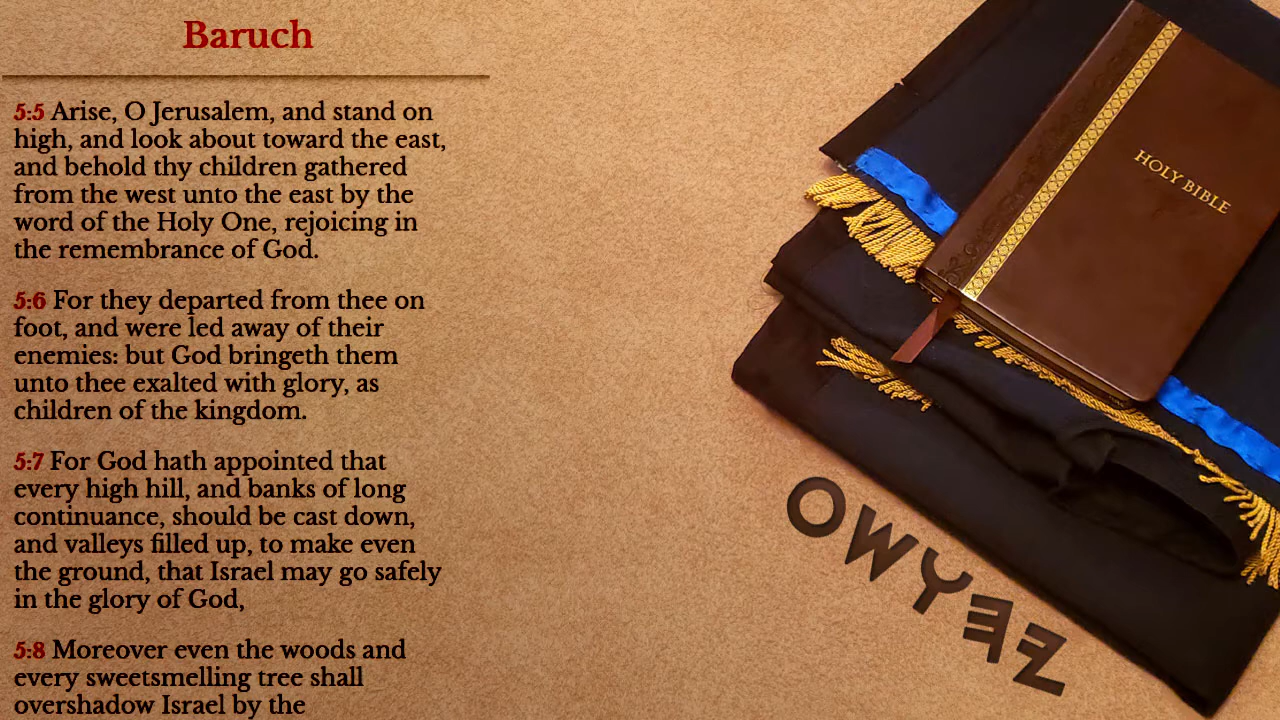 Baruch
5:5 Arise, O Jerusalem, and stand on
high, and look about toward the east,
and behold thy children gathered
from the west unto the east by the
word of the Holy One, rejoicing in
the remembrance of God.
5:6 For they departed from thee on
foot, and were led away of their
enemies: but God bringeth them
unto thee exalted with glory, as
children of the kingdom.
5:7 For God hath appointed that
every high hill, and banks of long
continuance, should be cast down,
and valleys filled up, to make even
the ground, that Israel may go safely
in the glory of God,
5:8 Moreover even the woods and
every sweetsmelling tree shall
overshadow Israel by the
HOLY BIBLE
𐤉𐤄𐤅𐤔𐤏